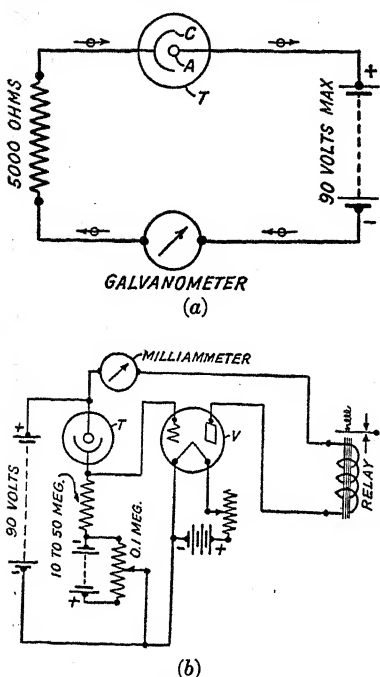 C
A
T
5000 OHMS
90 VOLTS MAX
+
-
GALVANOMETER
(a)
MILLIAMMETER
T
V
+
90 VOLTS
-
10 TO 50 MEG.
0.1 MEG.
-
+
- +
RELAY
(b)